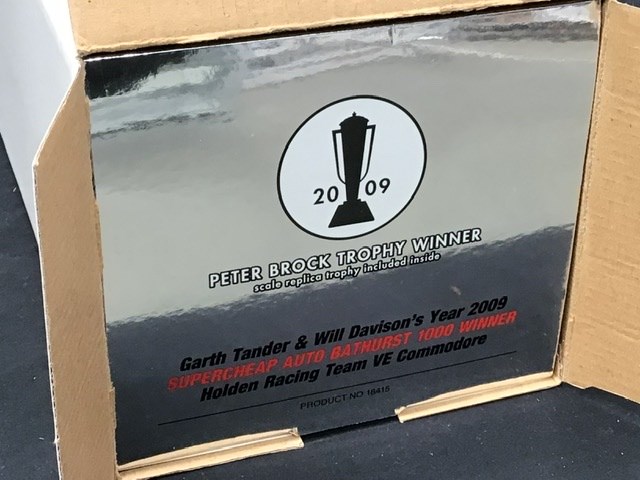 20 09
PETER BROCK TROPHY WINNER
scale replica trophy included inside
Garth Tander & Will Davison's Year 2009
SUPERCHEAP AUTO BATHURST 1000 WINNER
Holden Racing Team VE Commodore
PRODUCT NO 18415